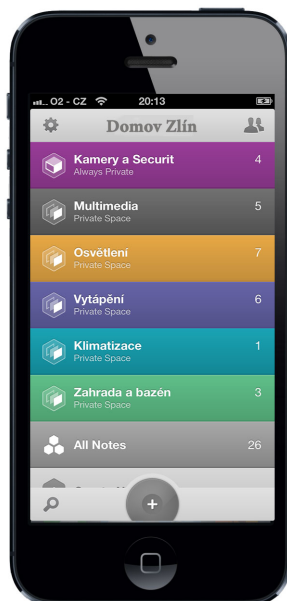 O2 - CZ 20:13
Domov Zlín
Kamery a Securit 4
Always Private
Multimedia 5
Private Space
Osvětlení 7
Private Space
Vytápění 6
Private Space
Klimatizace 1
Private Space
Zahrada a bazén 3
Private Space
All Notes 26